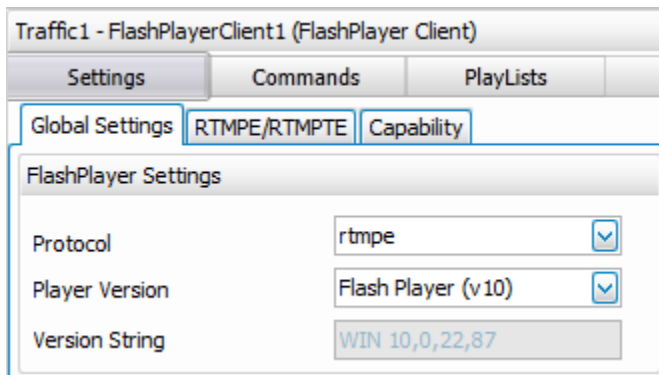 Traffic1 - FlashPlayerClient1 (FlashPlayer Client)
Settings Commands PlayLists
Global Settings RTMPE/RTMPTE Capability
FlashPlayer Settings
Protocol rtmpe
Player Version Flash Player (v10)
Version String WIN 10,0,22,87